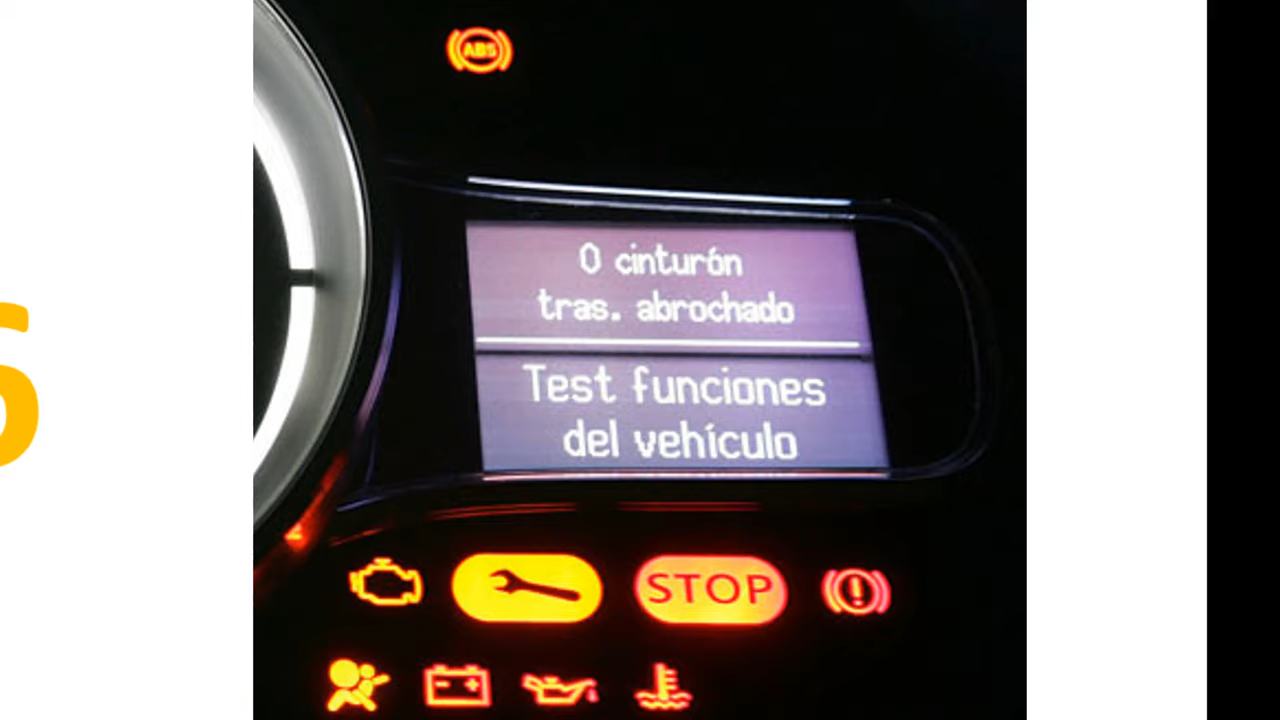 ABS
0 cinturón
tras. abrochado
Test funciones
del vehículo
STOP